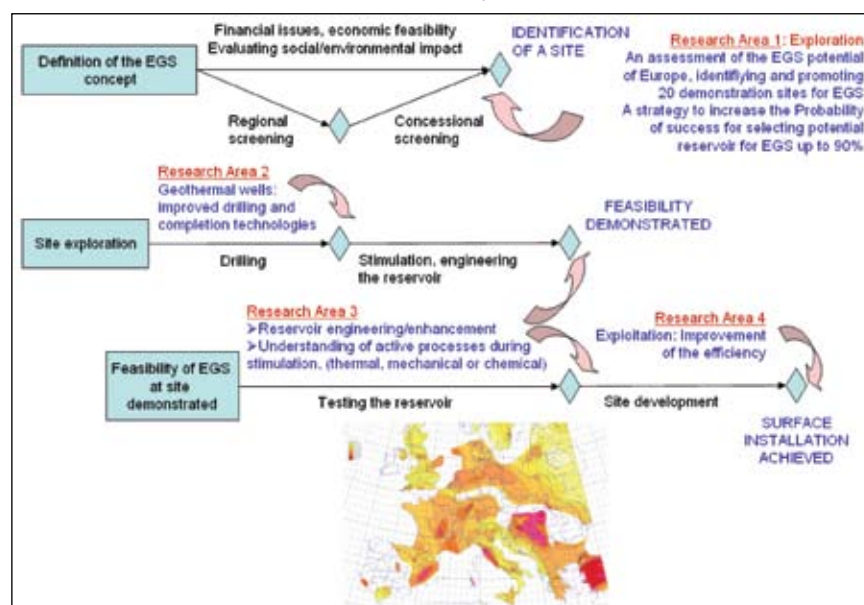 Financial issues, economic feasibility
Evaluating social/environmental impact
IDENTIFICATION
OF A SITE
Definition of the EGS
concept
Regional
screening
Concessional
screening
Research Area 1: Exploration
An assessment of the EGS potential
of Europe, identifiying and promoting
20 demonstration sites for EGS
A strategy to increase the Probability
of success for selecting potential
reservoir for EGS up to 90%
Research Area 2
Geothermal wells:
improved drilling and
completion technologies
FEASIBILITY
DEMONSTRATED
Site exploration
Drilling
Stimulation, engineering
the reservoir
Research Area 3
➢Reservoir engineering/enhancement
➢Understanding of active processes during
stimulation, (thermal, mechanical or chemical)
Research Area 4
Exploitation: Improvement
of the efficiency
Feasibility of EGS
at site
demonstrated
Testing the reservoir
Site development
SURFACE
INSTALLATION
ACHIEVED